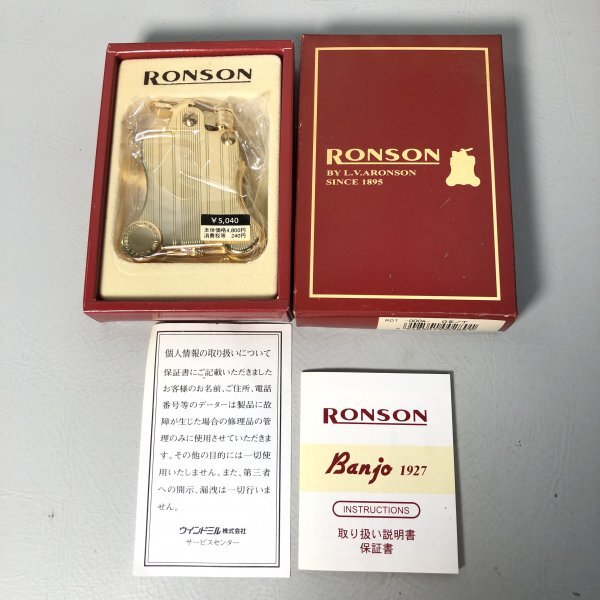 RONSON
¥5,040
本体価格4,800円
消費税等 240円
RONSON
BY L.V.ARONSON
SINCE 1895
個人情報の取り扱いについて
保証書にご記載いただきました
お客様のお名前、ご住所、電話
番号等のデーターは製品に故
障が生じた場合の修理品の管
理のみに使用させていただきま
す。その他の目的には一切使
用いたしません。また、第三者
への開示、漏洩は一切行いま
せん。
ウインドミル株式会社
サービスセンター
RONSON
Banjo 1927
INSTRUCTIONS
取り扱い説明書
保証書